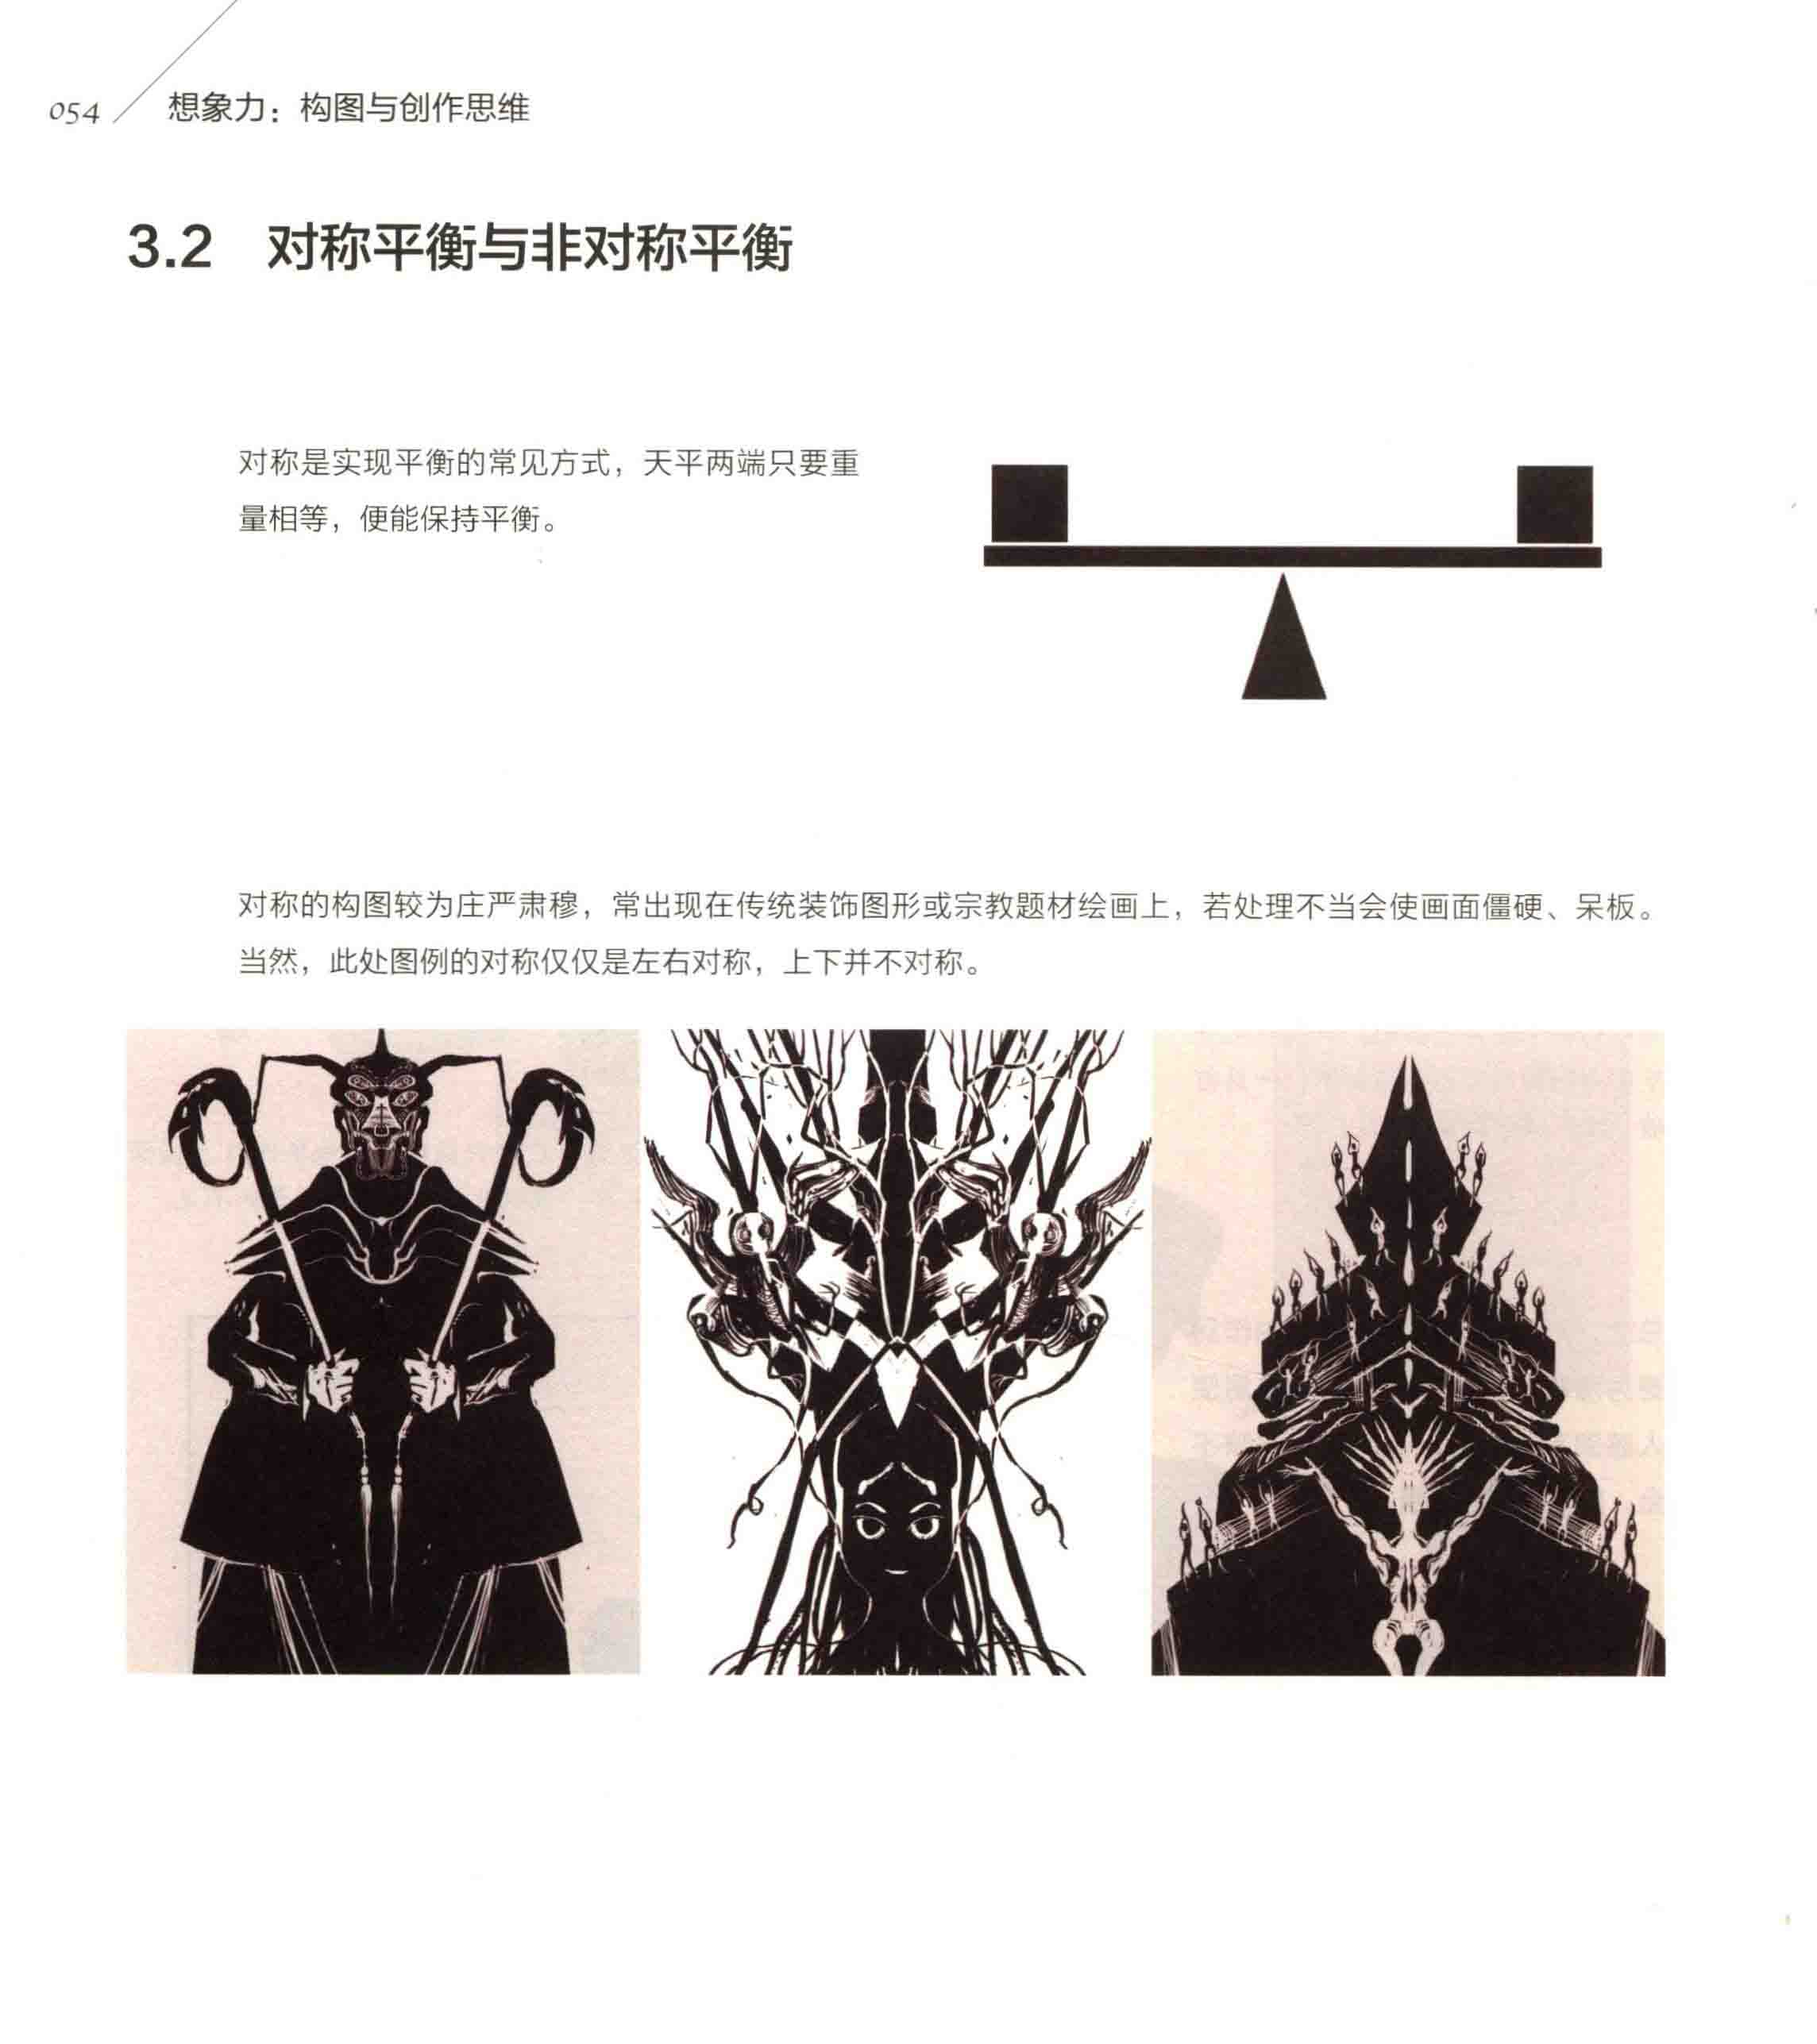 054
想象力：构图与创作思维
3.2 对称平衡与非对称平衡
对称是实现平衡的常见方式，天平两端只要重
量相等，便能保持平衡。
对称的构图较为庄严肃穆，常出现在传统装饰图形或宗教题材绘画上，若处理不当会使画面僵硬、呆板。
当然，此处图例的对称仅仅是左右对称，上下并不对称。